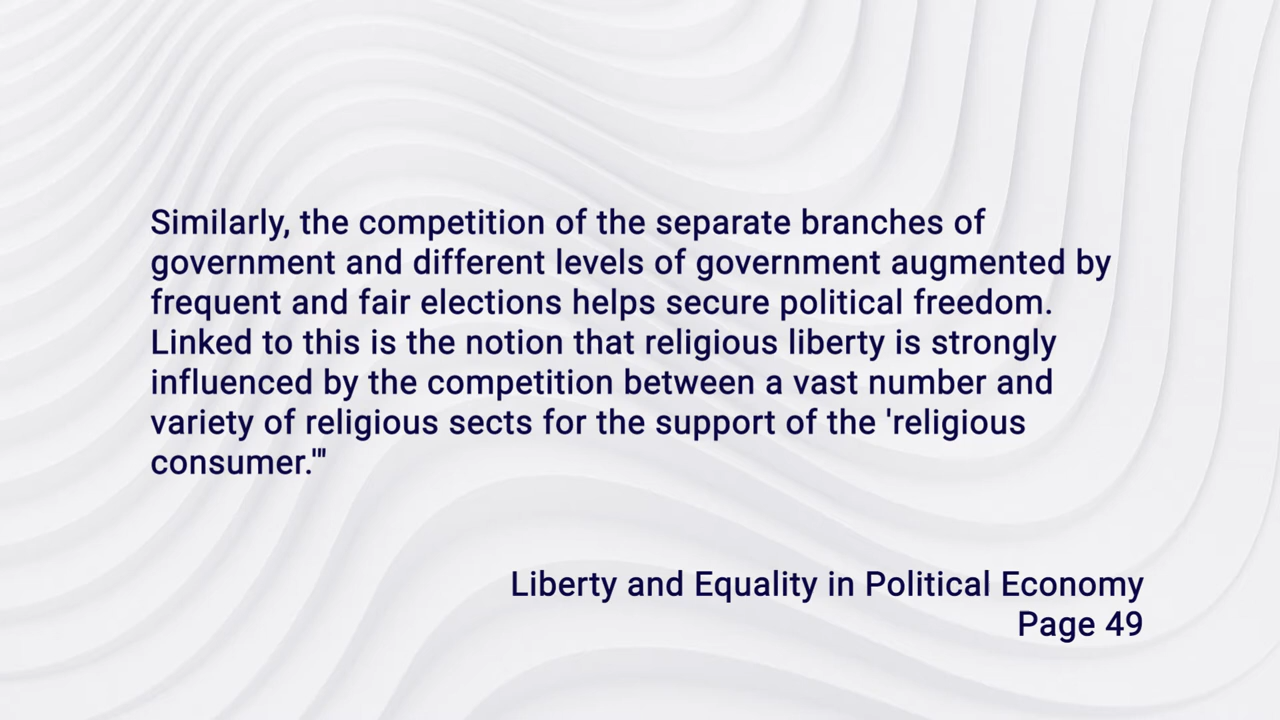 Similarly, the competition of the separate branches of
government and different levels of government augmented by
frequent and fair elections helps secure political freedom.
Linked to this is the notion that religious liberty is strongly
influenced by the competition between a vast number and
variety of religious sects for the support of the 'religious
consumer.'"
Liberty and Equality in Political Economy
Page 49